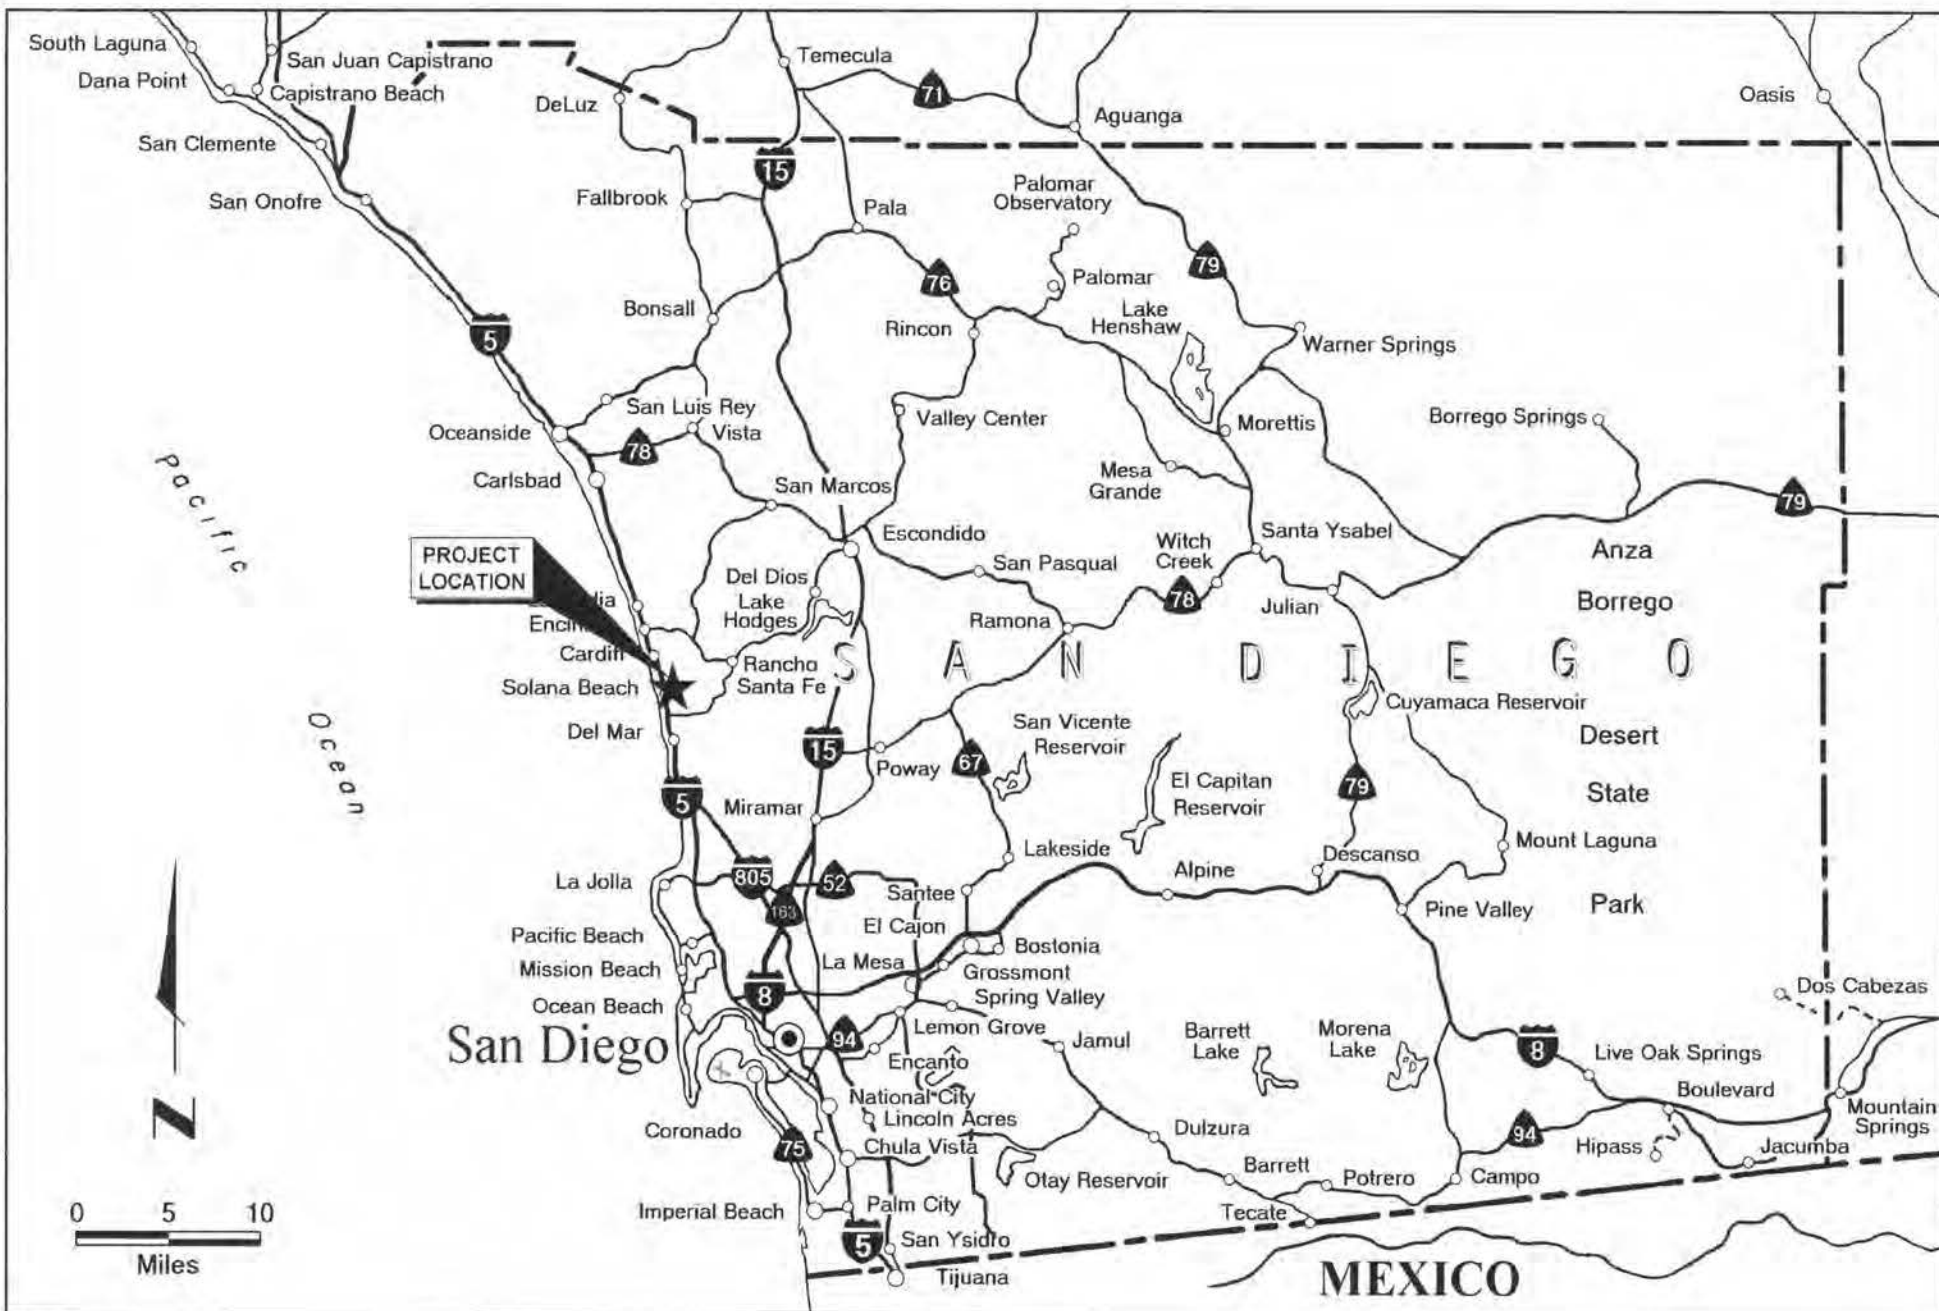 South Laguna
San Juan Capistrano
Dana Point
Capistrano Beach
San Clemente
San Onofre
Temecula
DeLuz
71
Aguanga
Oasis
15
Fallbrook
Pala
Palomar
Observatory
76
Palomar
79
Bonsall
Rincon
Lake
Henshaw
Warner Springs
5
San Luis Rey
Oceanside
78
Vista
Valley Center
Morettis
Borrego Springs
Carlsbad
San Marcos
Mesa
Grande
79
Pacific
Ocean
PROJECT
LOCATION
Escondido
San Pasqual
Witch
Creek
Santa Ysabel
78
Julian
Del Dios
Lake
Hodges
Ramona
Cardiff
Rancho
Santa Fe
Solana Beach
Del Mar
SAN DIEGO
Anza
Borrego
Desert
State
Park
Cuyamaca Reservoir
15
Poway
67
San Vicente
Reservoir
El Capitan
Reservoir
79
5
Miramar
Lakeside
Alpine
Descanso
Mount Laguna
Pine Valley
La Jolla
805
52
163
Santee
El Cajon
Bostonia
Pacific Beach
Mission Beach
La Mesa
Grossmont
Ocean Beach
8
Spring Valley
Dos Cabezas
San Diego
94
Lemon Grove
Encanto
Jamul
Barrett
Lake
Morena
Lake
8
Live Oak Springs
Boulevard
Mountain
Springs
National City
Lincoln Acres
Coronado
75
Chula Vista
Dulzura
94
Hipass
Jacumba
Otay Reservoir
Barrett
Potrero
Campo
Imperial Beach
Palm City
Tecate
5
San Ysidro
Tijuana
MEXICO
N
0 5 10
Miles